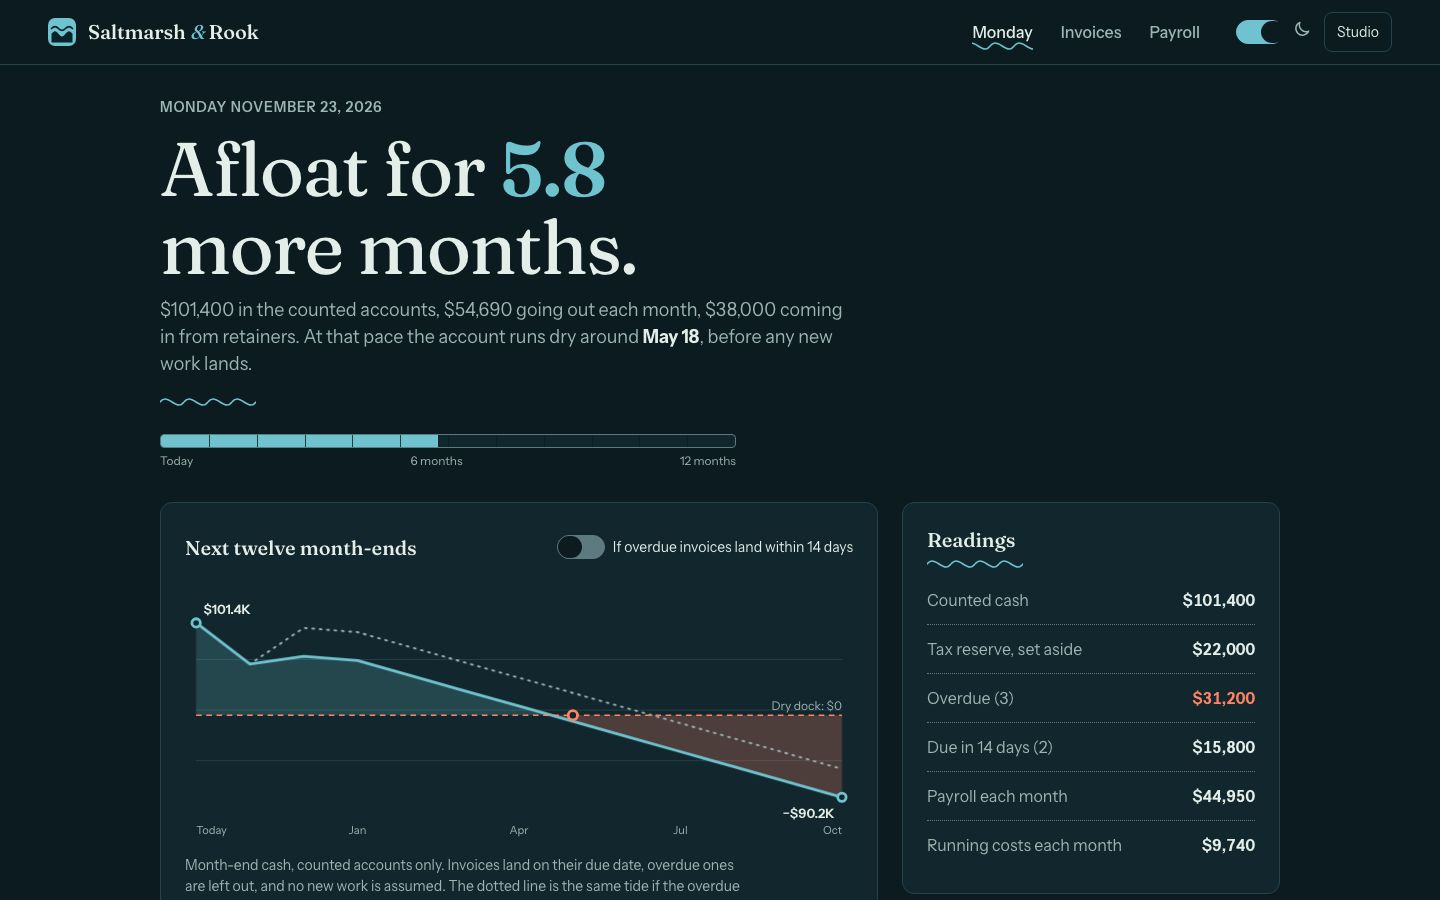 Saltmarsh & Rook
Monday
Invoices
Payroll
Studio
MONDAY NOVEMBER 23, 2026
Afloat for 5.8
more months.
$101,400 in the counted accounts, $54,690 going out each month, $38,000 coming
in from retainers. At that pace the account runs dry around May 18, before any new
work lands.
Today
6 months
12 months
Next twelve month-ends
If overdue invoices land within 14 days
$101.4K
Dry dock: $0
−$90.2K
Today
Jan
Apr
Jul
Oct
Month-end cash, counted accounts only. Invoices land on their due date, overdue ones
are left out, and no new work is assumed. The dotted line is the same tide if the overdue
Readings
Counted cash
$101,400
Tax reserve, set aside
$22,000
Overdue (3)
$31,200
Due in 14 days (2)
$15,800
Payroll each month
$44,950
Running costs each month
$9,740